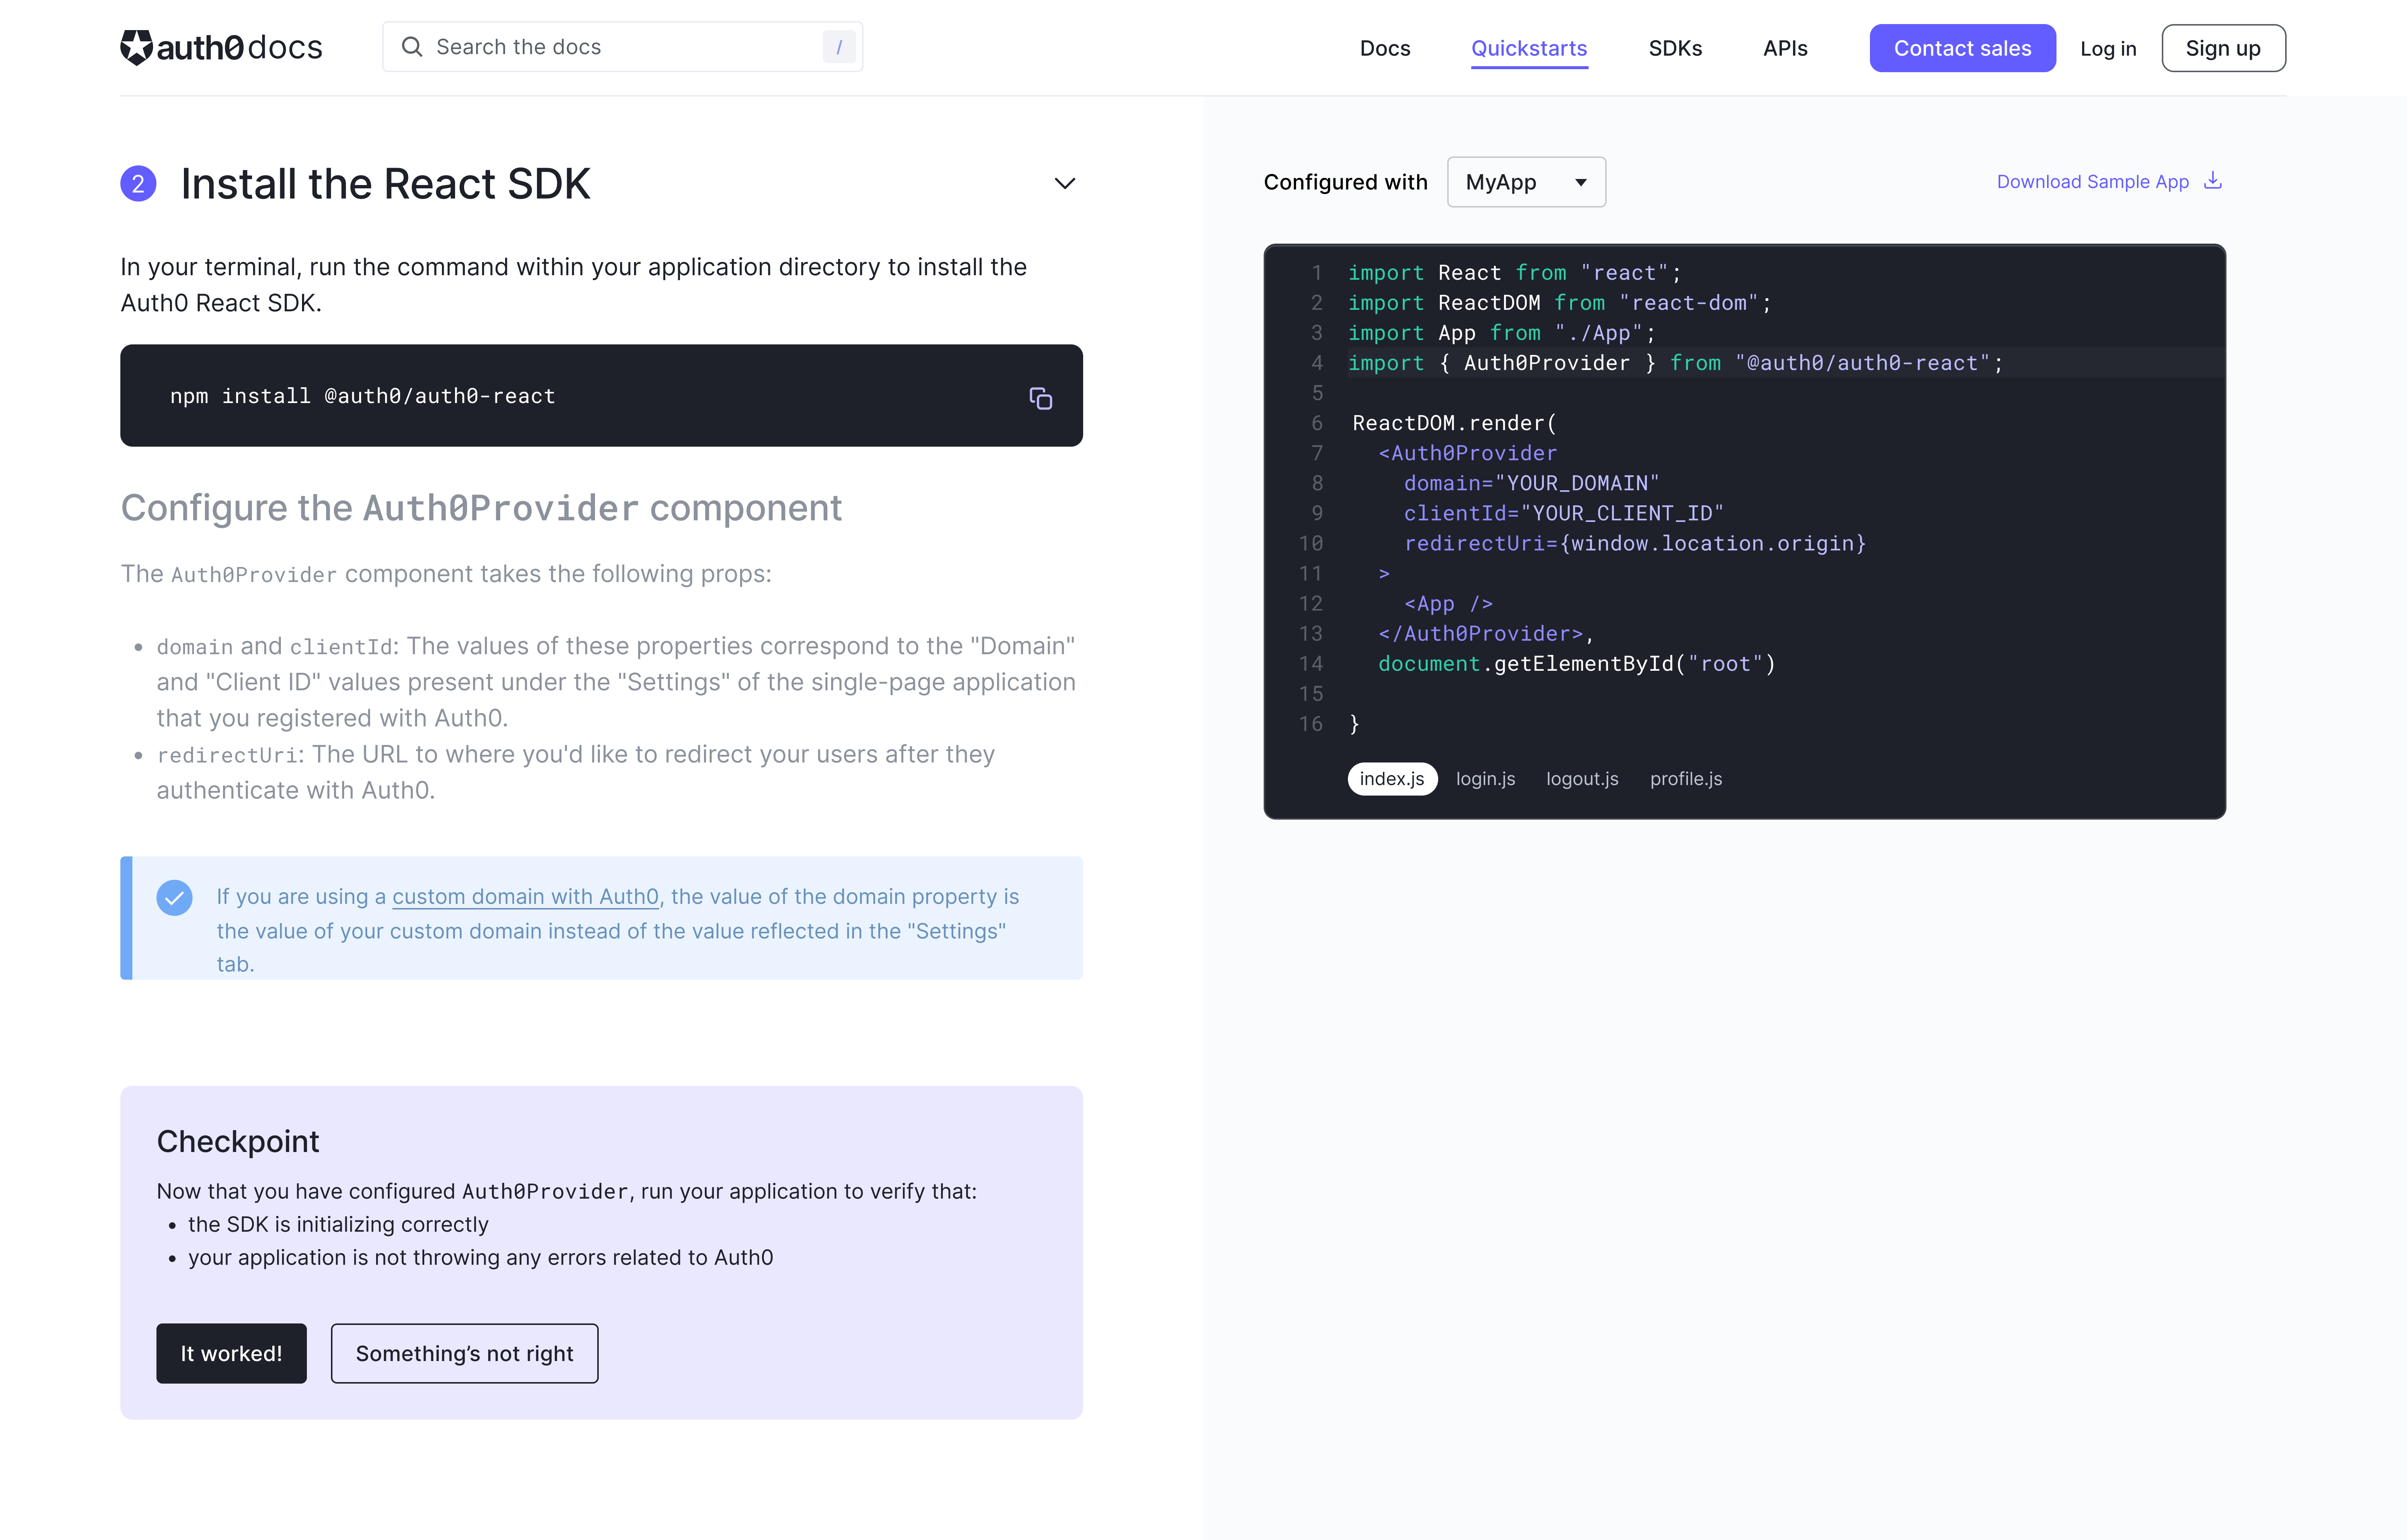 auth0 docs
Search the docs
/
Docs
Quickstarts
SDKs
APIs
Contact sales
Log in
Sign up
2
Install the React SDK
In your terminal, run the command within your application directory to install the
Auth0 React SDK.
npm install @auth0/auth0-react
Configure the Auth0Provider component
The Auth0Provider component takes the following props:
• domain and clientId: The values of these properties correspond to the "Domain"
and "Client ID" values present under the "Settings" of the single-page application
that you registered with Auth0.
• redirectUri: The URL to where you'd like to redirect your users after they
authenticate with Auth0.
If you are using a custom domain with Auth0, the value of the domain property is
the value of your custom domain instead of the value reflected in the "Settings"
tab.
Checkpoint
Now that you have configured Auth0Provider, run your application to verify that:
• the SDK is initializing correctly
• your application is not throwing any errors related to Auth0
It worked!
Something’s not right
Configured with
MyApp
Download Sample App
1 import React from "react";
2 import ReactDOM from "react-dom";
3 import App from "./App";
4 import { Auth0Provider } from "@auth0/auth0-react";
5
6 ReactDOM.render(
7 <Auth0Provider
8 domain="YOUR_DOMAIN"
9 clientId="YOUR_CLIENT_ID"
10 redirectUri={window.location.origin}
11 >
12 <App />
13 </Auth0Provider>,
14 document.getElementById("root")
15
16 }
index.js
login.js
logout.js
profile.js